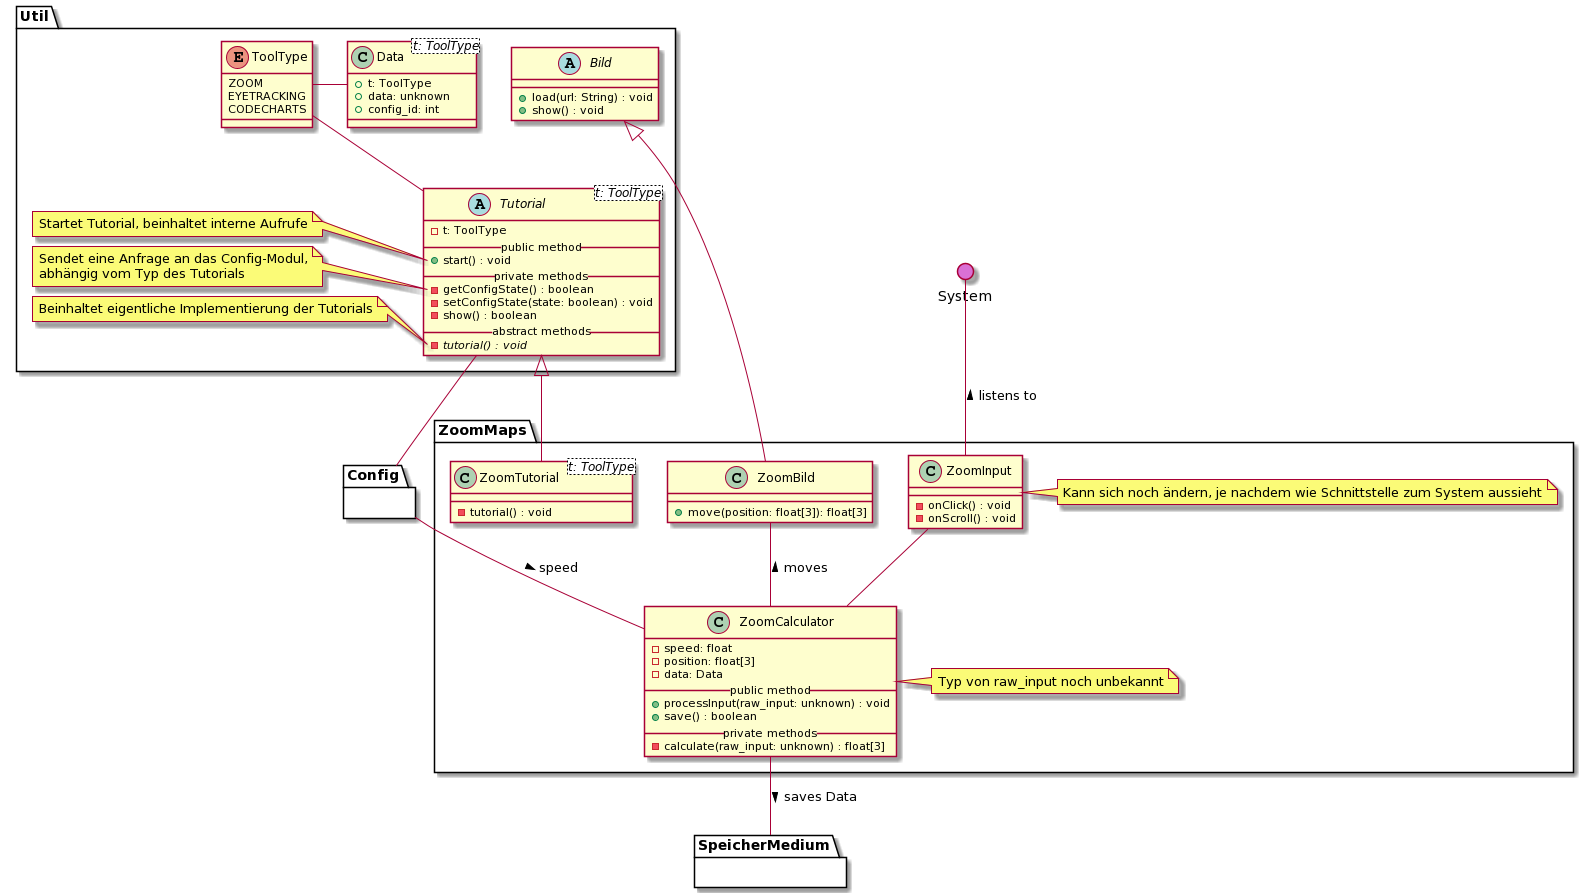 Util
E ToolType
ZOOM
EYETRACKING
CODECHARTS
C Data
t: ToolType
t: ToolType
data: unknown
config_id: int
A Bild
load(url: String) : void
show() : void
A Tutorial
t: ToolType
t: ToolType
public method
start() : void
private methods
getConfigState() : boolean
setConfigState(state: boolean) : void
show() : boolean
abstract methods
tutorial() : void
Startet Tutorial, beinhaltet interne Aufrufe
Sendet eine Anfrage an das Config-Modul,
abhängig vom Typ des Tutorials
Beinhaltet eigentliche Implementierung der Tutorials
System
listens to
ZoomMaps
Config
C ZoomTutorial
t: ToolType
tutorial() : void
C ZoomBild
move(position: float[3]): float[3]
C ZoomInput
onClick() : void
onScroll() : void
Kann sich noch ändern, je nachdem wie Schnittstelle zum System aussieht
speed
moves
C ZoomCalculator
speed: float
position: float[3]
data: Data
public method
processInput(raw_input: unknown) : void
save() : boolean
private methods
calculate(raw_input: unknown) : float[3]
Typ von raw_input noch unbekannt
saves Data
SpeicherMedium